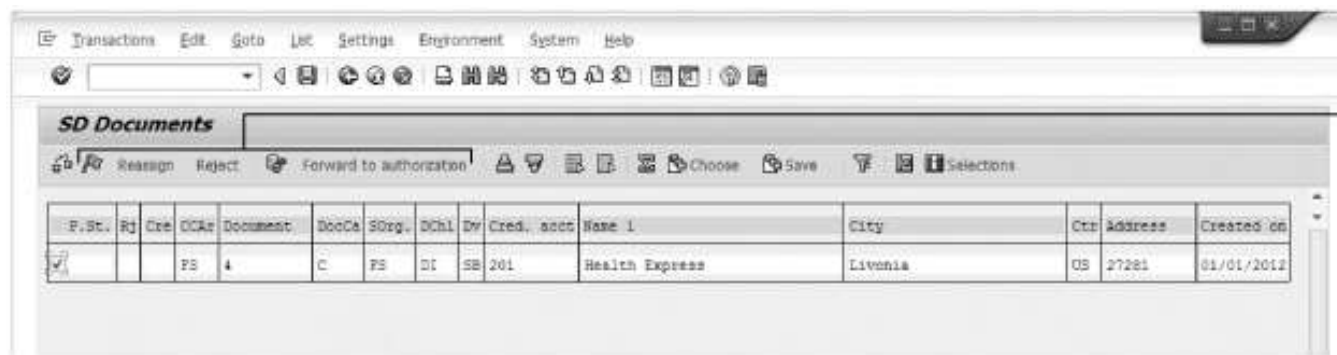 Transactions Edit Goto List Settings Environment System Help
SD Documents
Reassign Reject Forward to authorization Choose Save Selections
P.St. Rj Cre CCAr Document DocCa SOrg. DChl Dv Cred. acct Name 1 City Ctr Address Created on
FS 4 C FS DI SB 201 Health Express Livonia US 27281 01/01/2012